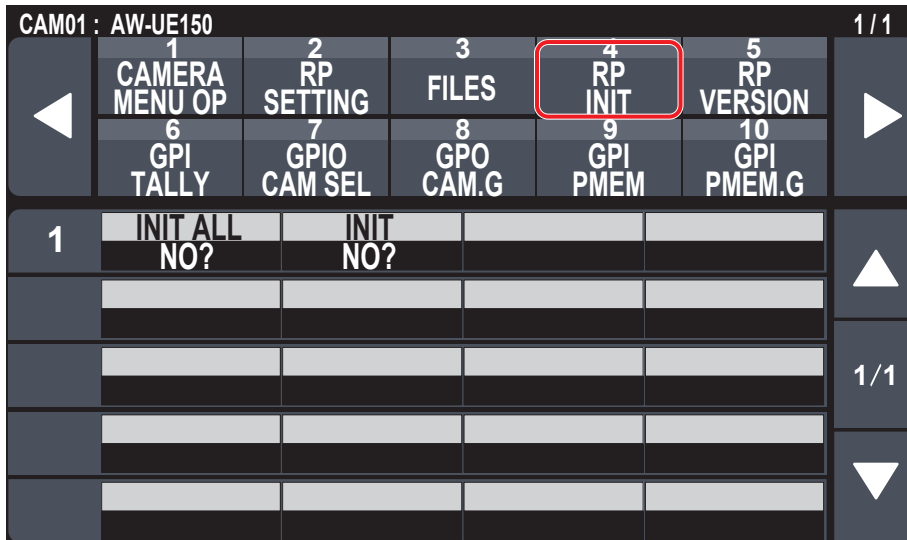 CAM01 : AW-UE150 1 / 1
1 2 3 4 5
CAMERA RP FILES RP RP
MENU OP SETTING INIT VERSION
6 7 8 9 10
GPI GPIO GPO GPI GPI
TALLY CAM SEL CAM.G PMEM PMEM.G
1 INIT ALL INIT
NO? NO?
1/1